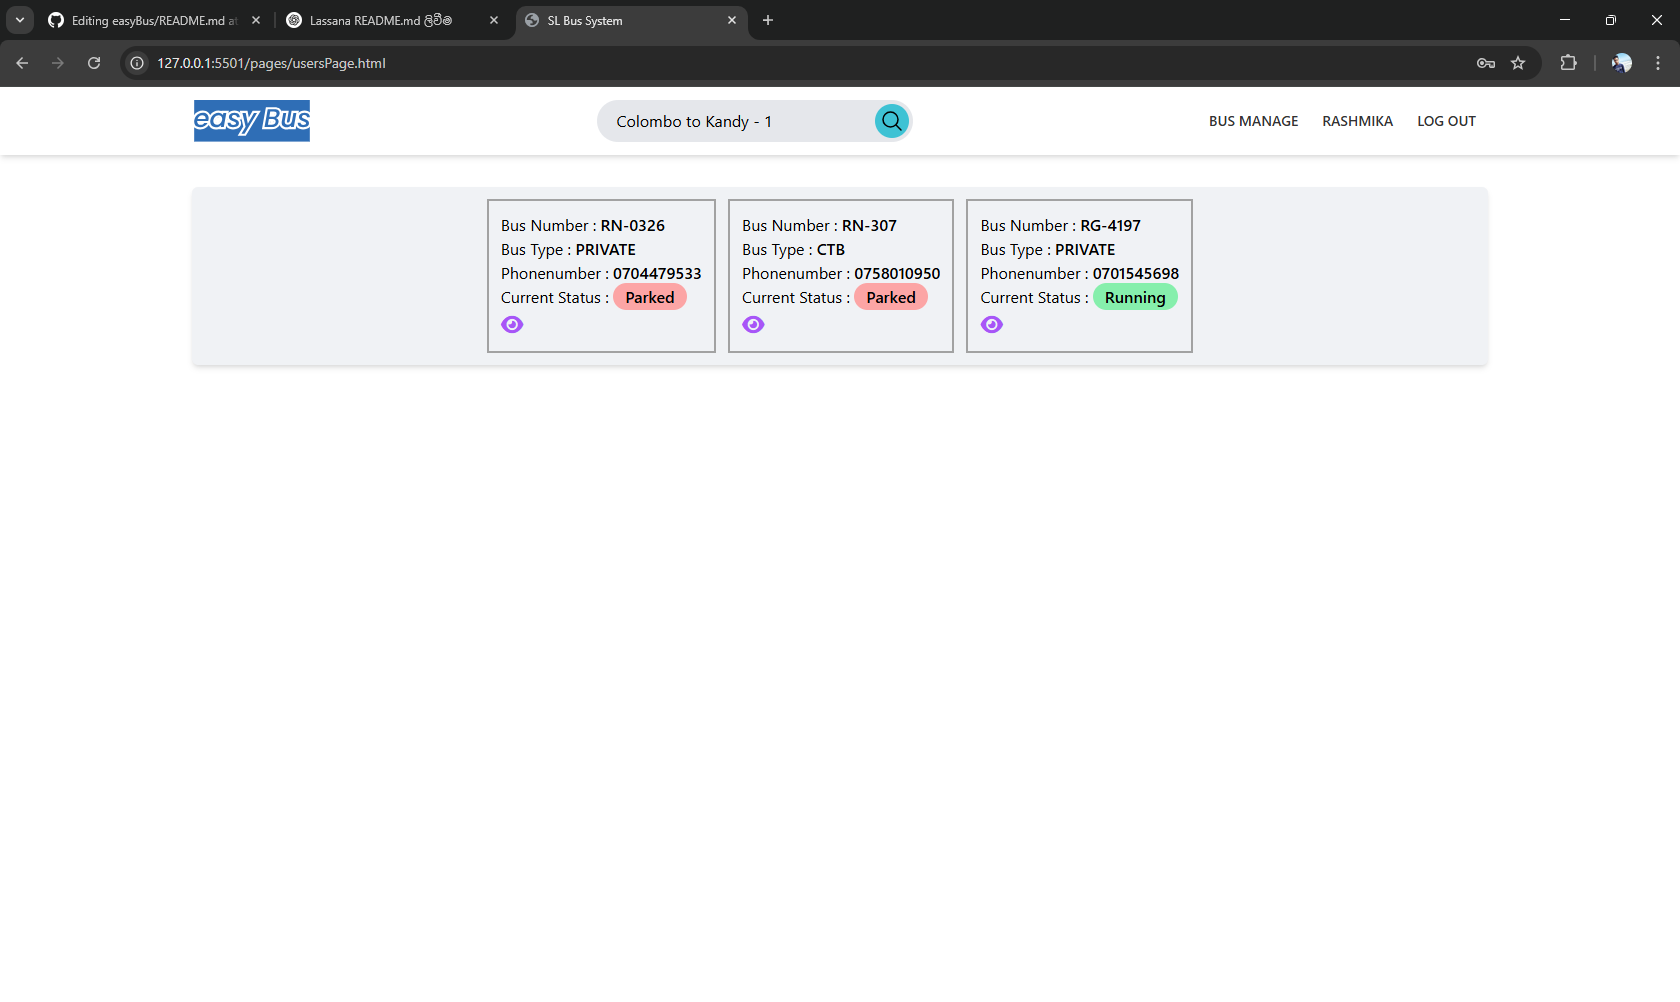 Editing easyBus/README.md at
Lassana README.md ලිවීම
SL Bus System
127.0.0.1:5501/pages/usersPage.html
easy Bus
Colombo to Kandy - 1
BUS MANAGE
RASHMIKA
LOG OUT
Bus Number : RN-0326
Bus Type : PRIVATE
Phonenumber : 0704479533
Current Status : Parked
Bus Number : RN-307
Bus Type : CTB
Phonenumber : 0758010950
Current Status : Parked
Bus Number : RG-4197
Bus Type : PRIVATE
Phonenumber : 0701545698
Current Status : Running